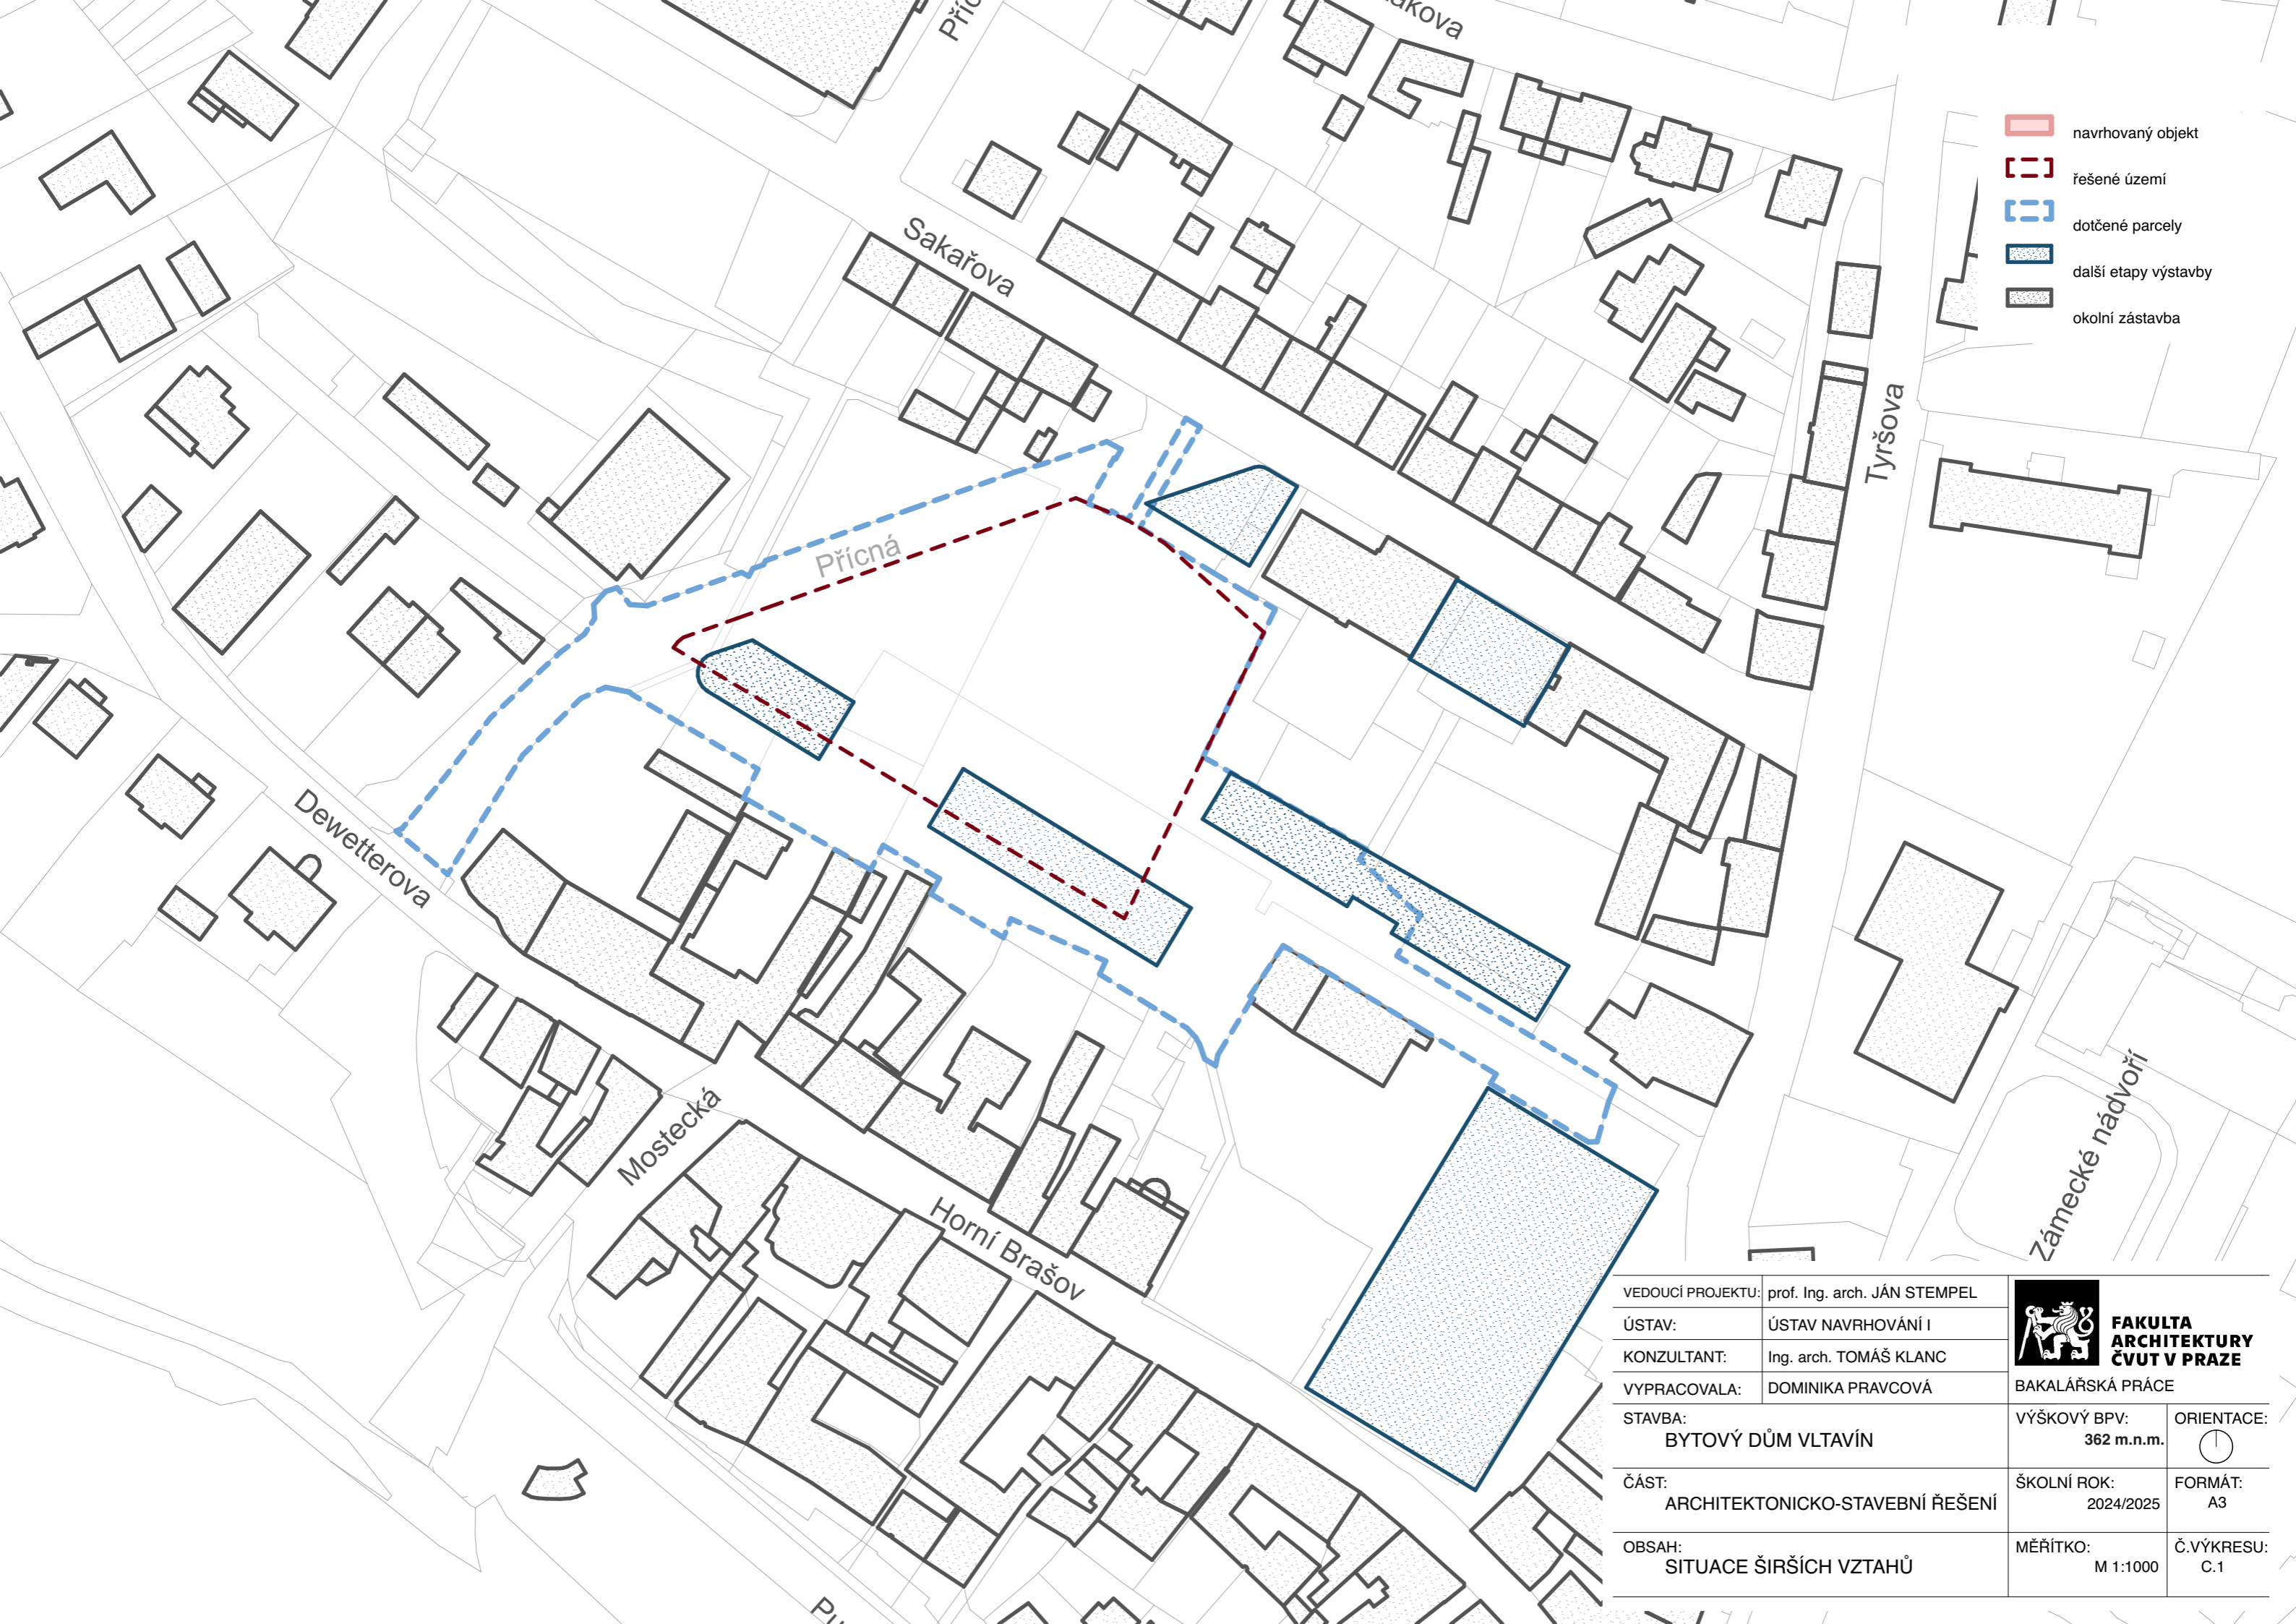 Sakařova
Tyršova
Přícná
Dewetterova
Mostecká
Horní Brašov
Zámecké nádvoří
navrhovaný objekt
řešené území
dotčené parcely
další etapy výstavby
okolní zástavba
VEDOUCÍ PROJEKTU: prof. Ing. arch. JÁN STEMPEL
ÚSTAV: ÚSTAV NAVRHOVÁNÍ I
KONZULTANT: Ing. arch. TOMÁŠ KLANC
VYPRACOVALA: DOMINIKA PRAVCOVÁ
FAKULTA
ARCHITEKTURY
ČVUT V PRAZE
BAKALÁŘSKÁ PRÁCE
STAVBA:
BYTOVÝ DŮM VLTAVÍN
VÝŠKOVÝ BPV:
362 m.n.m.
ORIENTACE:
ČÁST:
ARCHITEKTONICKO-STAVEBNÍ ŘEŠENÍ
ŠKOLNÍ ROK:
2024/2025
FORMÁT:
A3
OBSAH:
SITUACE ŠIRŠÍCH VZTAHŮ
MĚŘÍTKO:
M 1:1000
Č.VÝKRESU:
C.1